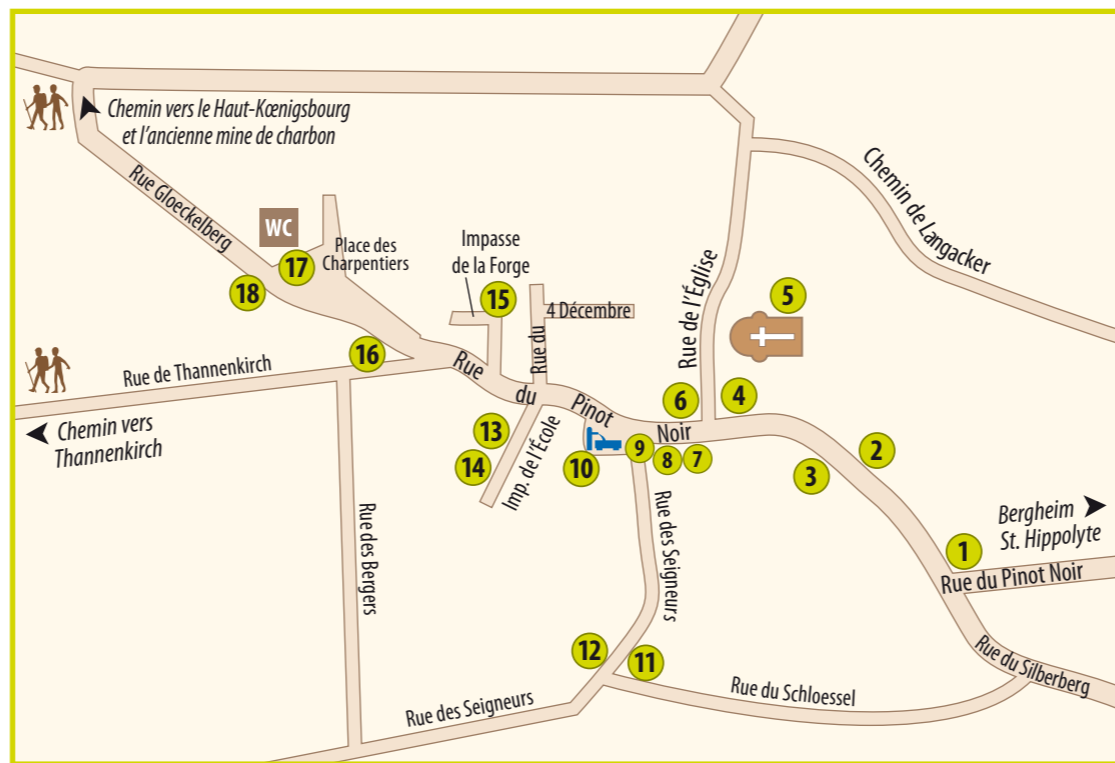 Chemin vers le Haut-Kœnigsbourg
et l'ancienne mine de charbon
Rue Gloeckelberg
WC
Place des
Charpentiers
17
18
Impasse
de la Forge
15
Rue du
4 Décembre
Rue de l'Église
Chemin de Langacker
5
16
Rue de Thannenkirch
Chemin vers
Thannenkirch
Rue
du
Pinot
Noir
6
4
13
14
Imp. de l'École
10
9
8
7
2
3
Bergheim
St. Hippolyte
1
Rue du Pinot Noir
Rue des Bergers
Rue des Seigneurs
12
11
Rue du Silberberg
Rue du Schloessel
Rue des Seigneurs